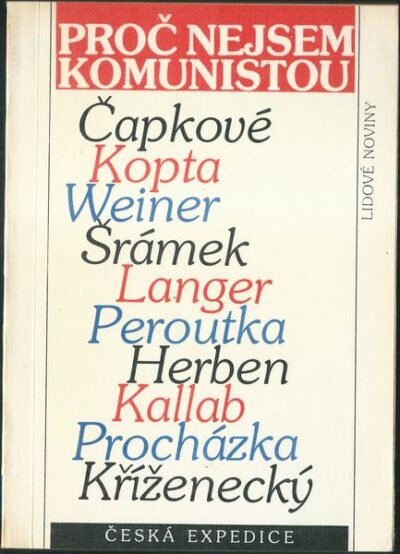 PROČ NEJSEM
KOMUNISTOU
Čapkové
Kopta
Weiner
Šrámek
Langer
Peroutka
Herben
Kallab
Procházka
Kříženecký
LIDOVÉ NOVINY
ČESKÁ EXPEDICE